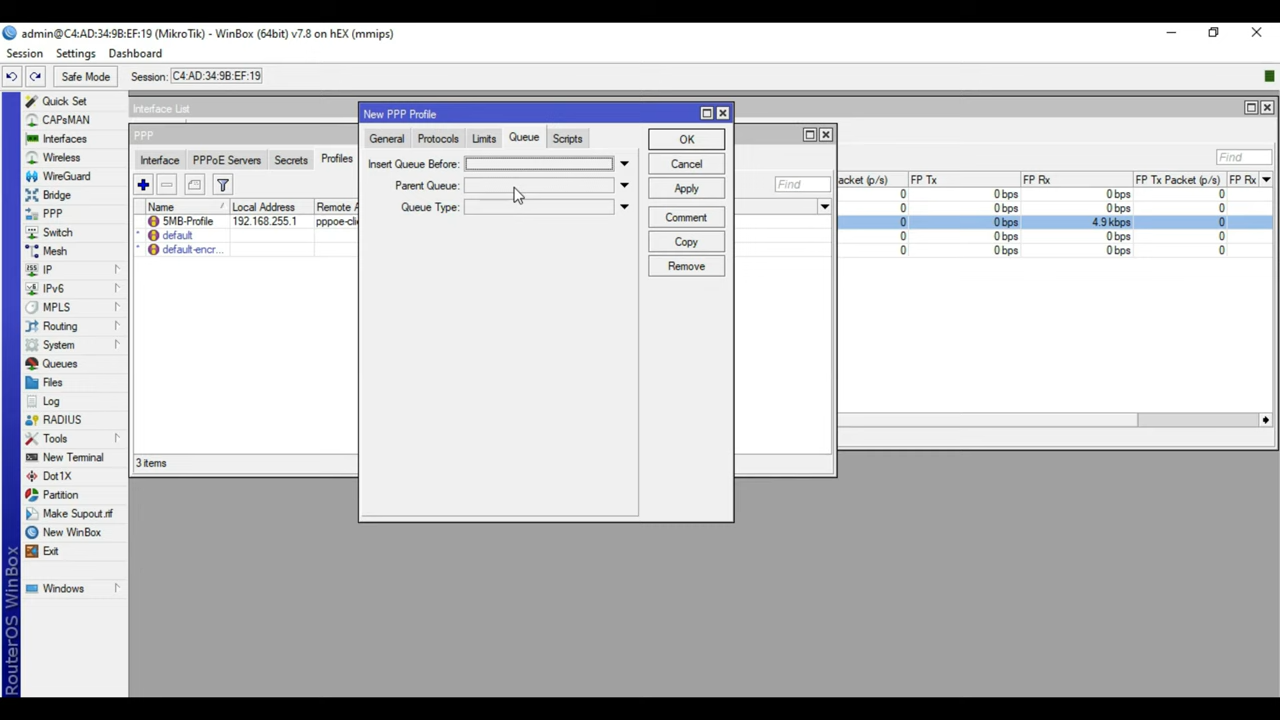 admin@C4:AD:34:9B:EF:19 (MikroTik) - WinBox (64bit) v7.8 on hEX (mmips)
Session Settings Dashboard
Safe Mode Session: C4:AD:34:9B:EF:19
Quick Set
CAPsMAN
Interfaces
Wireless
WireGuard
Bridge
PPP
Switch
Mesh
IP
IPv6
MPLS
Routing
System
Queues
Files
Log
RADIUS
Tools
New Terminal
Dot1X
Partition
Make Supout.rif
New WinBox
Exit
Windows
RouterOS WinBox
Interface List
PPP
Interface PPPoE Servers Secrets Profiles
Find
Name Local Address Remote A
5MB-Profile 192.168.255.1 pppoe-cli
* default
* default-encr...
3 items
New PPP Profile
General Protocols Limits Queue Scripts
Insert Queue Before:
Parent Queue:
Queue Type:
OK
Cancel
Apply
Comment
Copy
Remove
Find
acket (p/s) FP Tx FP Rx FP Tx Packet (p/s) FP Rx
0 0 bps 0 bps 0
0 0 bps 0 bps 0
0 0 bps 4.9 kbps 0
0 0 bps 0 bps 0
0 0 bps 0 bps 0